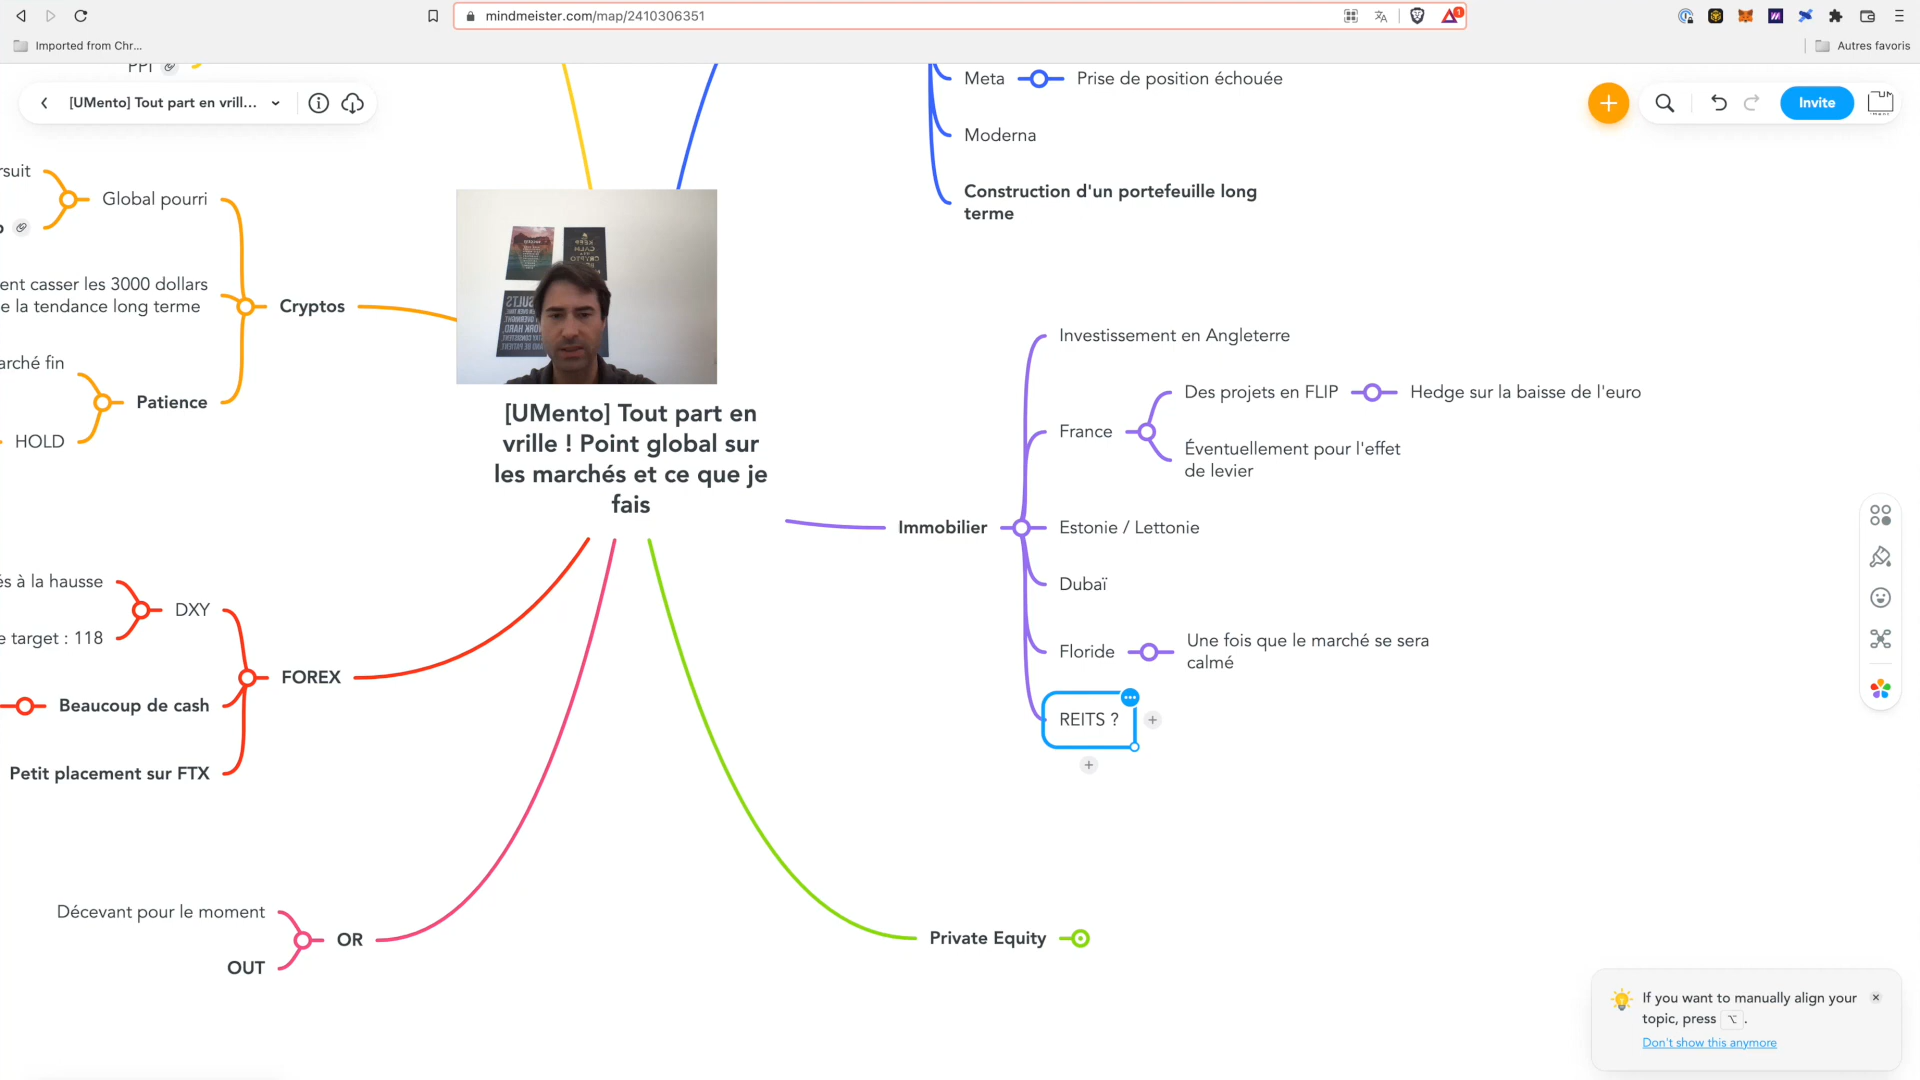 mindmeister.com/map/2410306351
1
Imported from Chr...
Autres favoris
PPI
[UMento] Tout part en vrill...
Invite
Meta
Prise de position échouée
Moderna
Construction d'un portefeuille long
terme
rsuit
Global pourri
ent casser les 3000 dollars
e la tendance long terme
Cryptos
arché fin
Patience
HOLD
KEEP
CALM
CRYPTO
[UMento] Tout part en
vrille ! Point global sur
les marchés et ce que je
fais
Immobilier
Investissement en Angleterre
France
Des projets en FLIP
Hedge sur la baisse de l'euro
Éventuellement pour l'effet
de levier
Estonie / Lettonie
Dubaï
Floride
Une fois que le marché se sera
calmé
REITS ?
és à la hausse
DXY
e target : 118
FOREX
Beaucoup de cash
Petit placement sur FTX
Décevant pour le moment
OR
OUT
Private Equity
If you want to manually align your
topic, press ⌥ .
Don't show this anymore